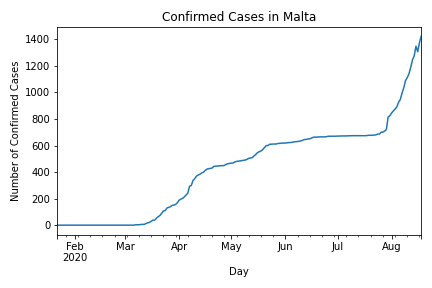 Confirmed Cases in Malta
Number of Confirmed Cases
1400
1200
1000
800
600
400
200
0
Feb Mar Apr May Jun Jul Aug
2020
Day